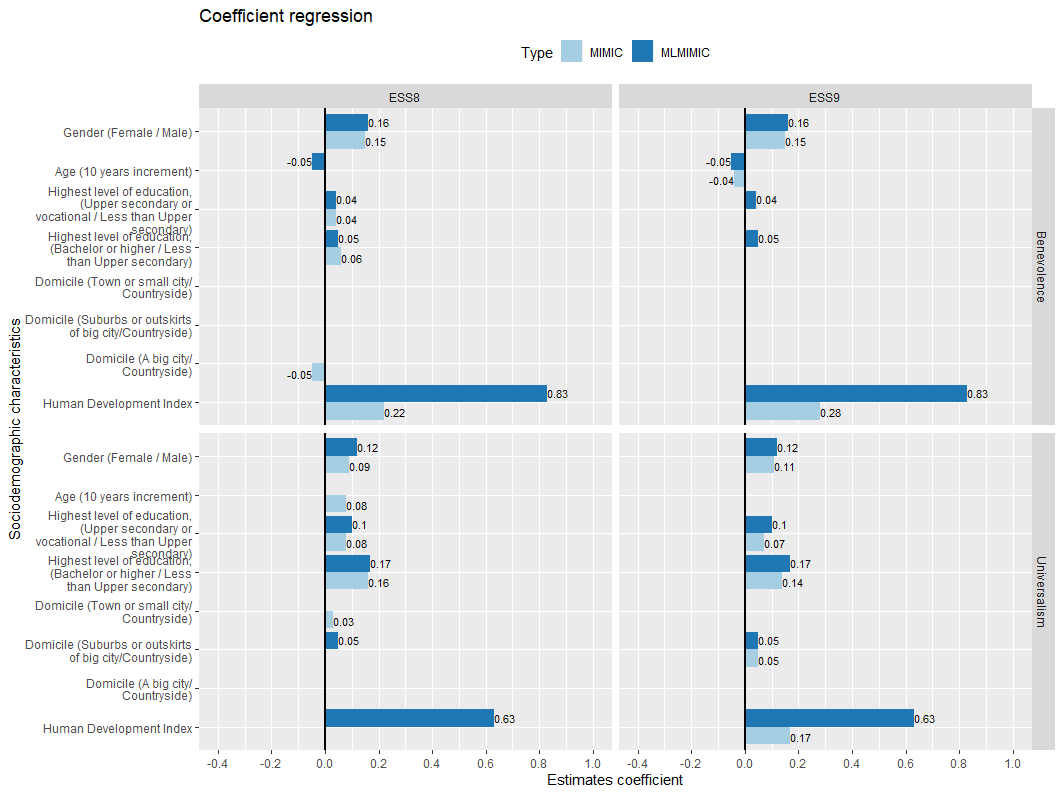 Coefficient regression
Type MIMIC MLMIMIC
ESS8 ESS9
Sociodemographic characteristics
Benevolence
Gender (Female / Male)
0.16 0.16
0.15 0.15
Age (10 years increment)
-0.05 -0.05
-0.04
Highest level of education,
(Upper secondary or
vocational / Less than Upper
secondary)
0.04 0.04
0.04
Highest level of education,
(Bachelor or higher / Less
than Upper secondary)
0.05 0.05
0.06
Domicile (Town or small city/
Countryside)
Domicile (Suburbs or outskirts
of big city/Countryside)
Domicile (A big city/
Countryside)
-0.05
Human Development Index
0.83 0.83
0.22 0.28
Universalism
Gender (Female / Male)
0.12 0.12
0.09 0.11
Age (10 years increment)
0.08
Highest level of education,
(Upper secondary or
vocational / Less than Upper
secondary)
0.1 0.1
0.08 0.07
Highest level of education,
(Bachelor or higher / Less
than Upper secondary)
0.17 0.17
0.16 0.14
Domicile (Town or small city/
Countryside)
0.03
Domicile (Suburbs or outskirts
of big city/Countryside)
0.05 0.05
0.05
Domicile (A big city/
Countryside)
Human Development Index
0.63 0.63
0.17
-0.4 -0.2 0.0 0.2 0.4 0.6 0.8 1.0 -0.4 -0.2 0.0 0.2 0.4 0.6 0.8 1.0
Estimates coefficient